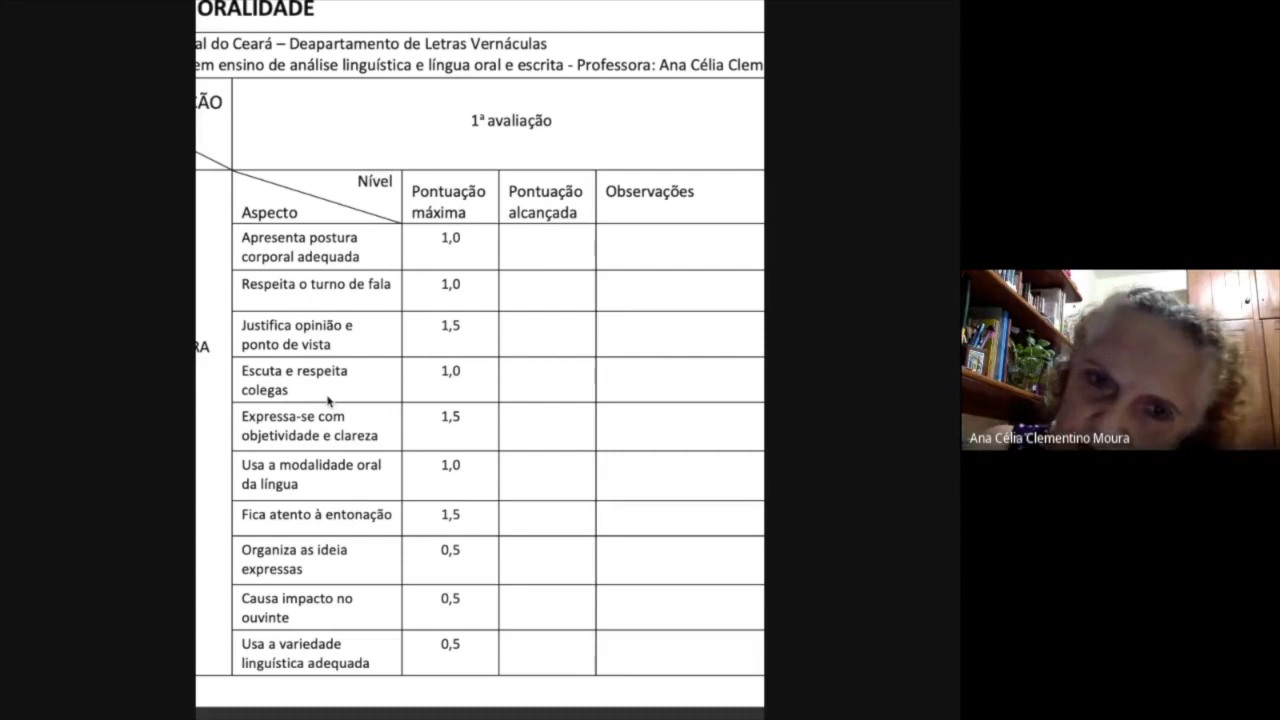 ORALIDADE
al do Ceará – Deapartamento de Letras Vernáculas
em ensino de análise linguística e língua oral e escrita - Professora: Ana Célia Clem
ÇÃO
1ª avaliação
Nível
Aspecto
Pontuação
máxima
Pontuação
alcançada
Observações
Apresenta postura
corporal adequada
1,0
Respeita o turno de fala
1,0
Justifica opinião e
ponto de vista
1,5
RA
Escuta e respeita
colegas
1,0
Expressa-se com
objetividade e clareza
1,5
Usa a modalidade oral
da língua
1,0
Fica atento à entonação
1,5
Organiza as ideia
expressas
0,5
Causa impacto no
ouvinte
0,5
Usa a variedade
linguística adequada
0,5
Ana Célia Clementino Moura